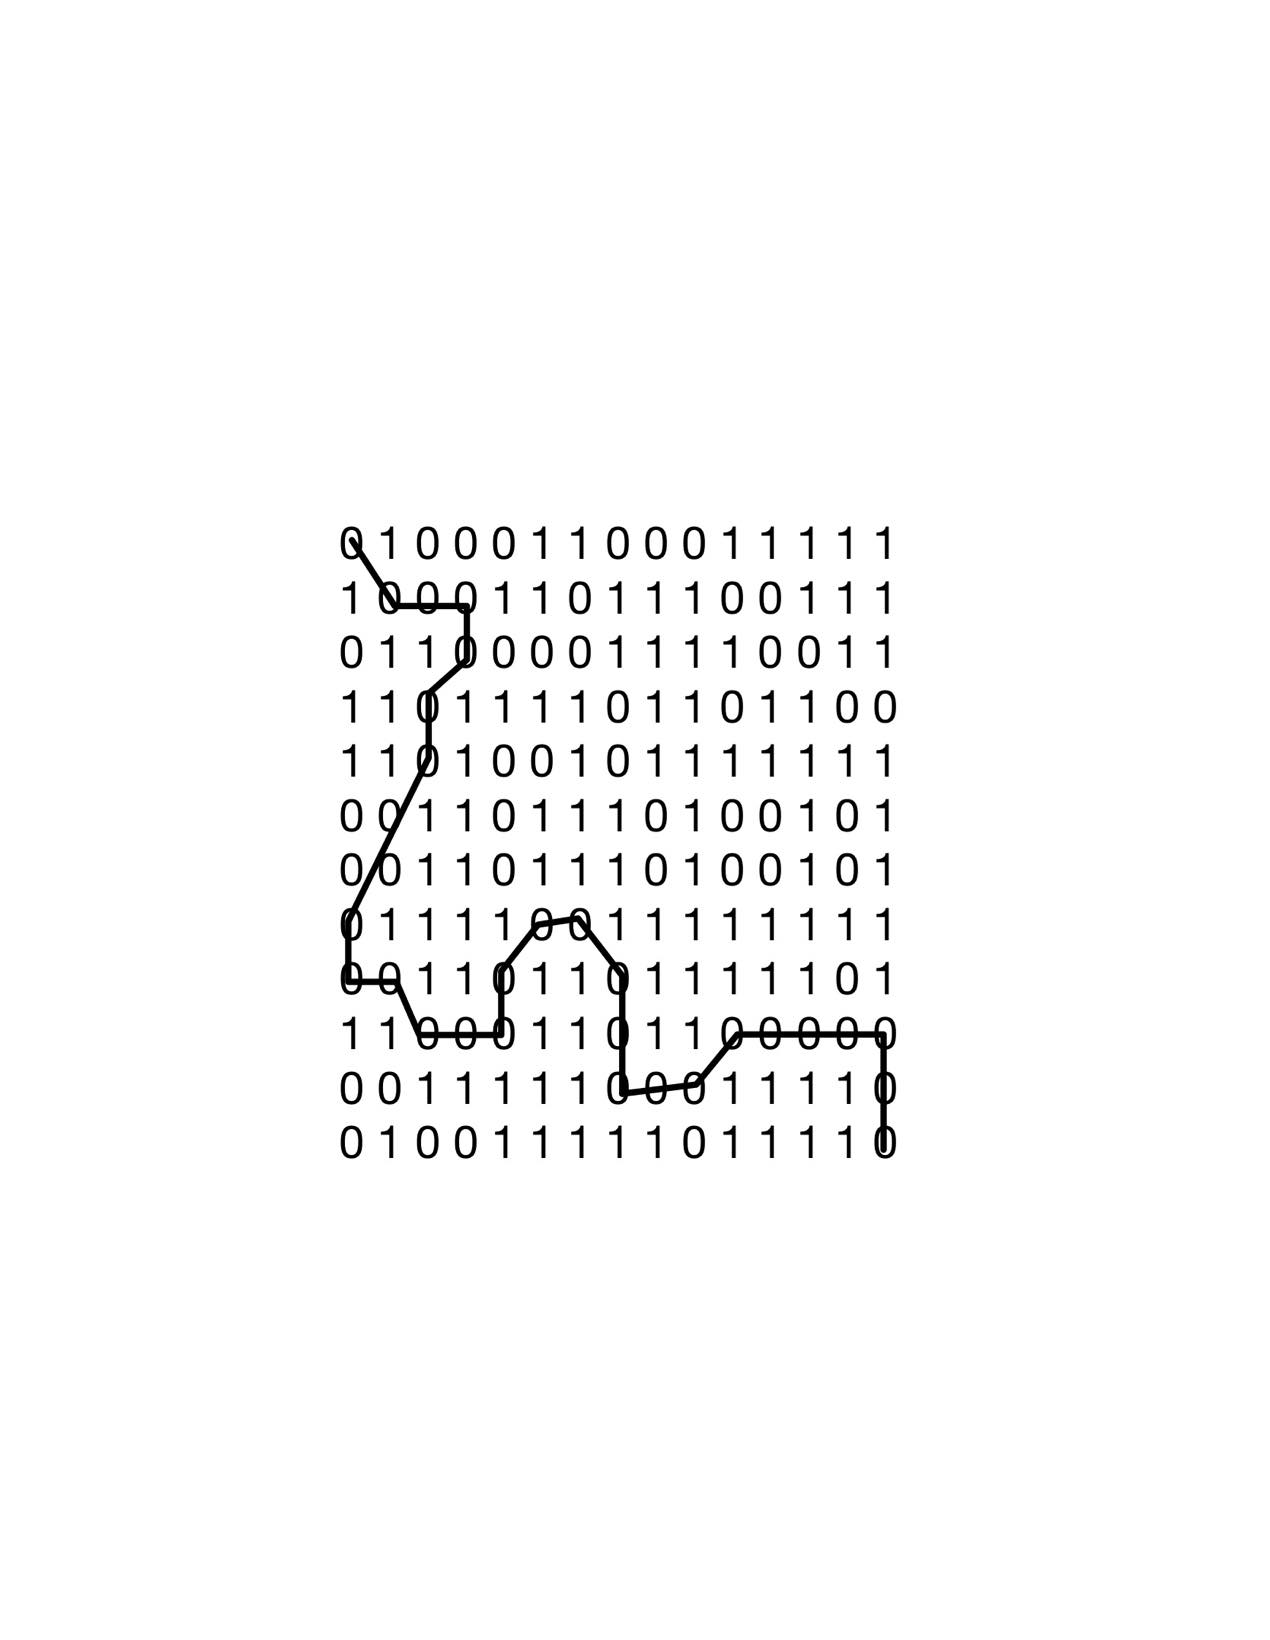 0 1 0 0 0 1 1 0 0 0 1 1 1 1 1
1 0 0 0 1 1 0 1 1 1 0 0 1 1 1
0 1 1 0 0 0 0 1 1 1 1 0 0 1 1
1 1 0 1 1 1 1 0 1 1 0 1 1 0 0
1 1 0 1 0 0 1 0 1 1 1 1 1 1 1
0 0 1 1 0 1 1 1 0 1 0 0 1 0 1
0 0 1 1 0 1 1 1 0 1 0 0 1 0 1
0 1 1 1 1 0 0 1 1 1 1 1 1 1 1
0 0 1 1 0 1 1 0 1 1 1 1 1 0 1
1 1 0 0 0 1 1 0 1 1 0 0 0 0 0
0 0 1 1 1 1 1 0 0 0 1 1 1 1 0
0 1 0 0 1 1 1 1 1 0 1 1 1 1 0